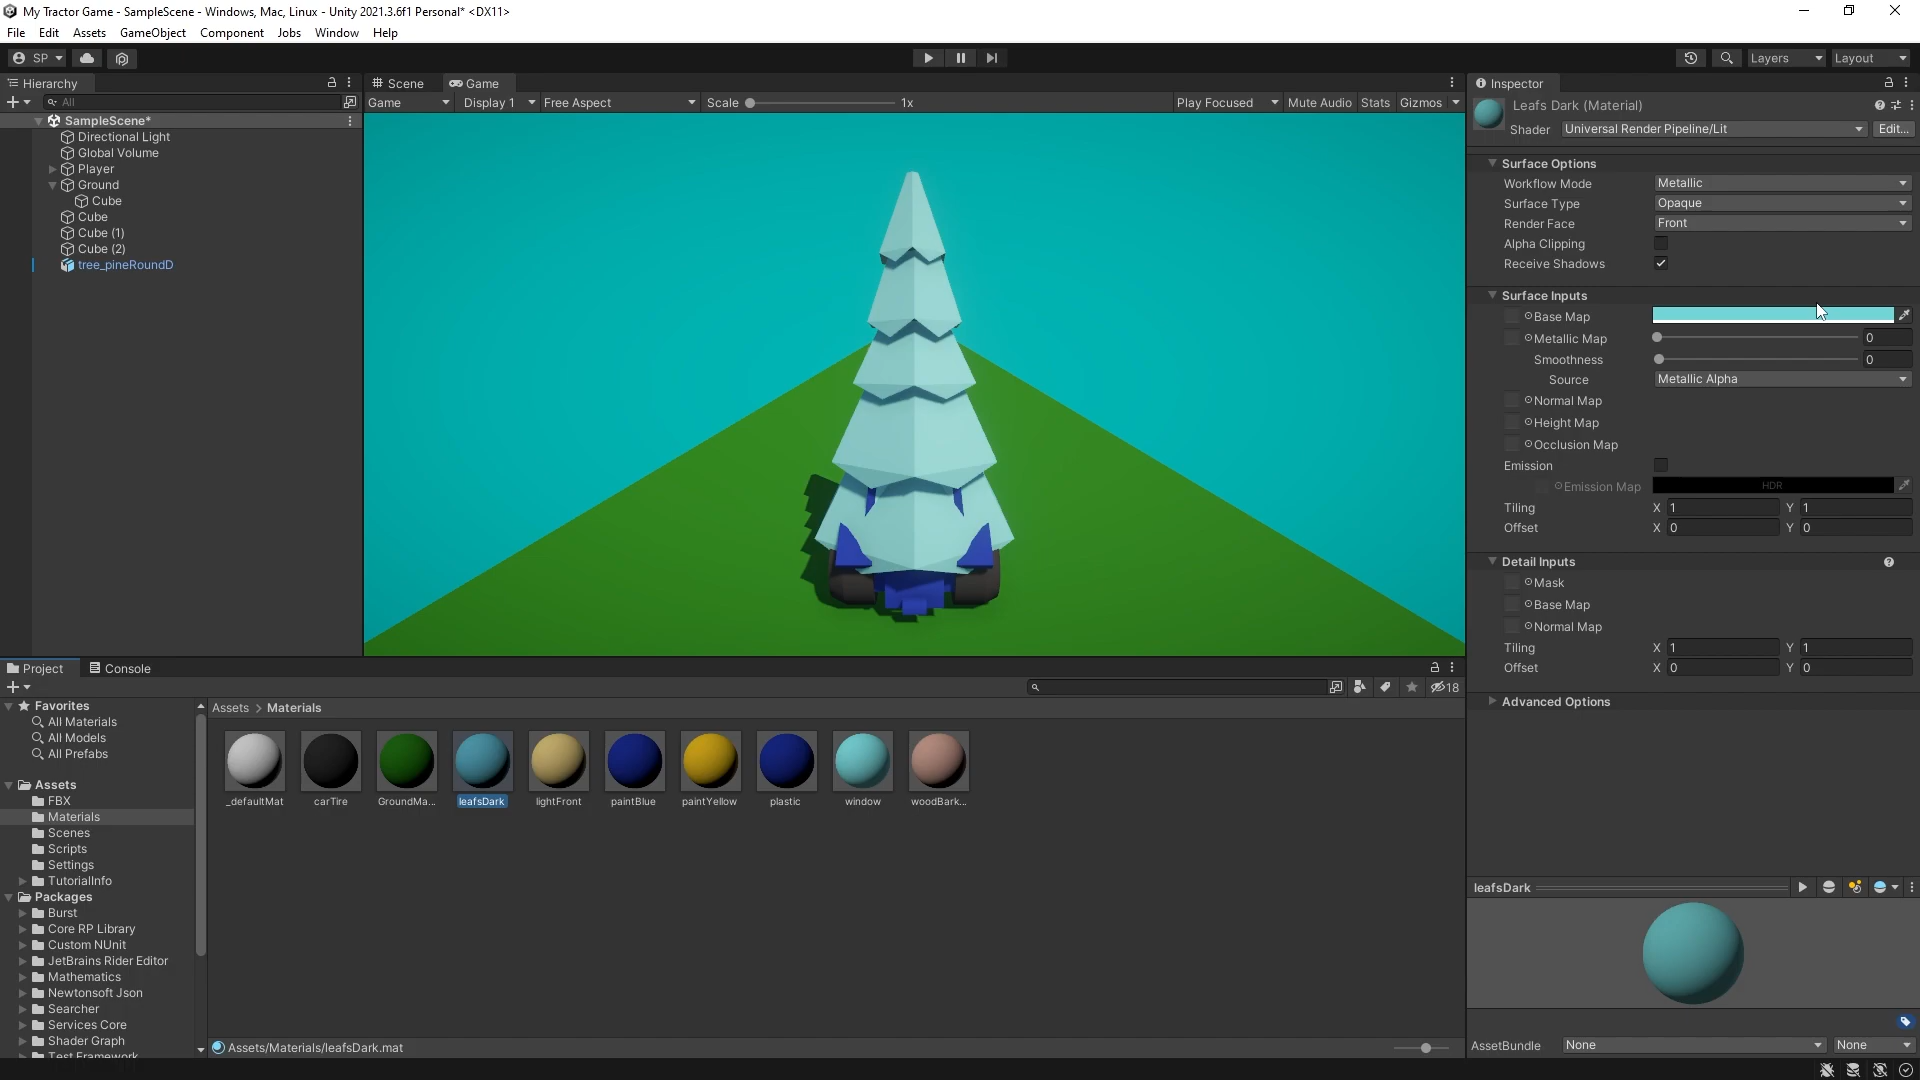 My Tractor Game - SampleScene - Windows, Mac, Linux - Unity 2021.3.6f1 Personal* <DX11>
File Edit Assets GameObject Component Jobs Window Help
SP Layers Layout
Hierarchy
All
SampleScene*
Directional Light
Global Volume
Player
Ground
Cube
Cube
Cube (1)
Cube (2)
tree_pineRoundD
Scene Game
Game Display 1 Free Aspect Scale 1x Play Focused Mute Audio Stats Gizmos
Inspector
Leafs Dark (Material)
Shader Universal Render Pipeline/Lit Edit...
Surface Options
Workflow Mode Metallic
Surface Type Opaque
Render Face Front
Alpha Clipping
Receive Shadows
Surface Inputs
Base Map
Metallic Map 0
Smoothness 0
Source Metallic Alpha
Normal Map
Height Map
Occlusion Map
Emission
Emission Map HDR
Tiling X 1 Y 1
Offset X 0 Y 0
Detail Inputs
Mask
Base Map
Normal Map
Tiling X 1 Y 1
Offset X 0 Y 0
Advanced Options
Project Console
18
Favorites
All Materials
All Models
All Prefabs
Assets
FBX
Materials
Scenes
Scripts
Settings
TutorialInfo
Packages
Burst
Core RP Library
Custom NUnit
JetBrains Rider Editor
Mathematics
Newtonsoft Json
Searcher
Services Core
Shader Graph
Test Framework
Assets > Materials
_defaultMat carTire GroundMa... leafsDark lightFront paintBlue paintYellow plastic window woodBark...
Assets/Materials/leafsDark.mat
leafsDark
AssetBundle None None